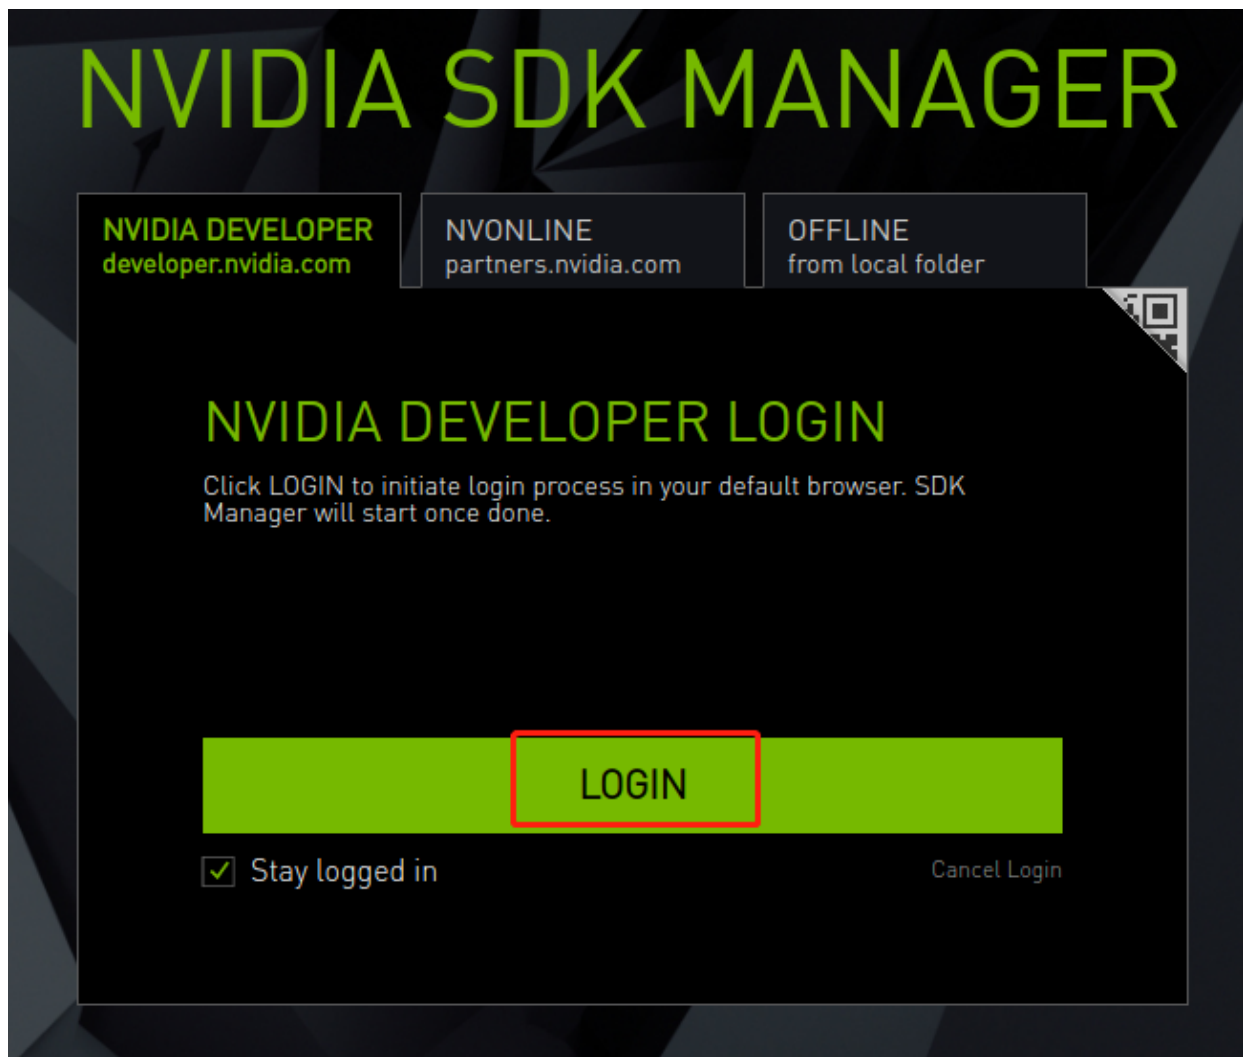 NVIDIA SDK MANAGER
NVIDIA DEVELOPER
developer.nvidia.com
NVONLINE
partners.nvidia.com
OFFLINE
from local folder
NVIDIA DEVELOPER LOGIN
Click LOGIN to initiate login process in your default browser. SDK
Manager will start once done.
LOGIN
Stay logged in
Cancel Login